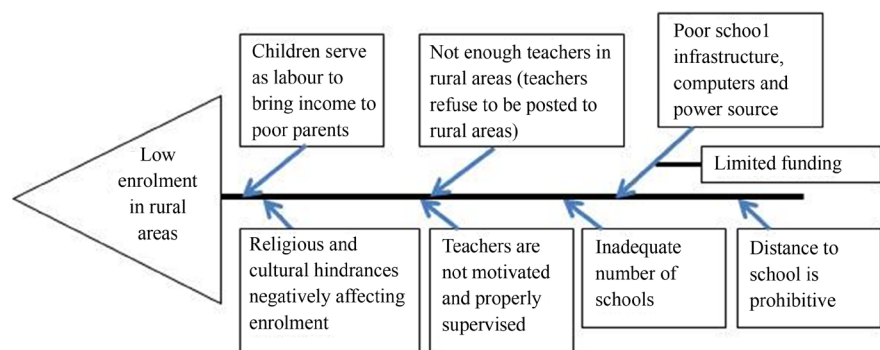 Children serve
as labour to
bring income to
poor parents
Not enough teachers in
rural areas (teachers
refuse to be posted to
rural areas)
Poor school
infrastructure,
computers and
power source
Limited funding
Low
enrolment
in rural
areas
Religious and
cultural hindrances
negatively affecting
enrolment
Teachers are
not motivated
and properly
supervised
Inadequate
number of
schools
Distance to
school is
prohibitive